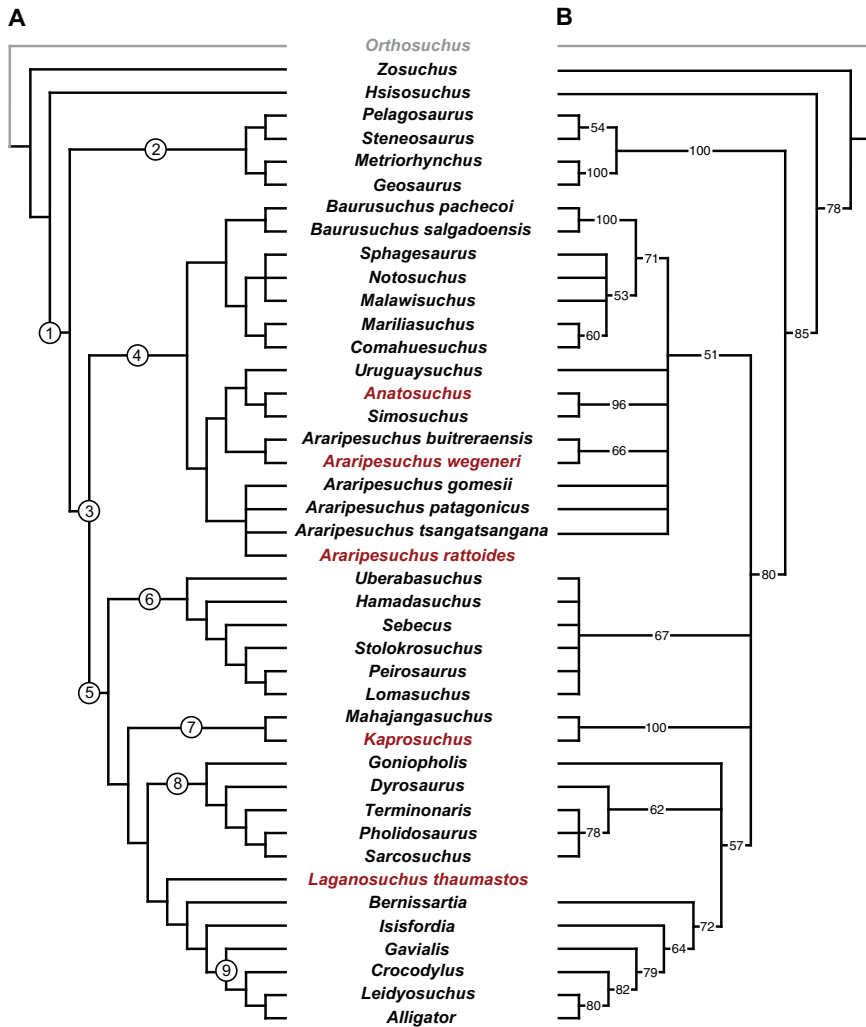 A B
Orthosuchus
Zosuchus
Hsisosuchus
Pelagosaurus
54
Steneosaurus
2 100
Metriorhynchus
100
Geosaurus
Baurusuchus pachecoi
78
100
Baurusuchus salgadoensis
Sphagesaurus
71
Notosuchus
53
Malawisuchus
Mariliasuchus
1 60 85
Comahuesuchus
4 51
Uruguaysuchus
Anatosuchus
96
Simosuchus
Araripesuchus buitreraensis
66
Araripesuchus wegeneri
Araripesuchus gomesii
3
Araripesuchus patagonicus
Araripesuchus tsangatsangana
Araripesuchus rattoides
80
Uberabasuchus
6
Hamadasuchus
Sebecus
67
Stolokrosuchus
Peirosaurus
5
Lomasuchus
Mahajangasuchus
7 100
Kaprosuchus
Goniopholis
8
Dyrosaurus
62
Terminonaris
78
Pholidosaurus
57
Sarcosuchus
Laganosuchus thaumastos
Bernissartia
72
Isisfordia
64
Gavialis
9 79
Crocodylus
82
Leidyosuchus
80
Alligator